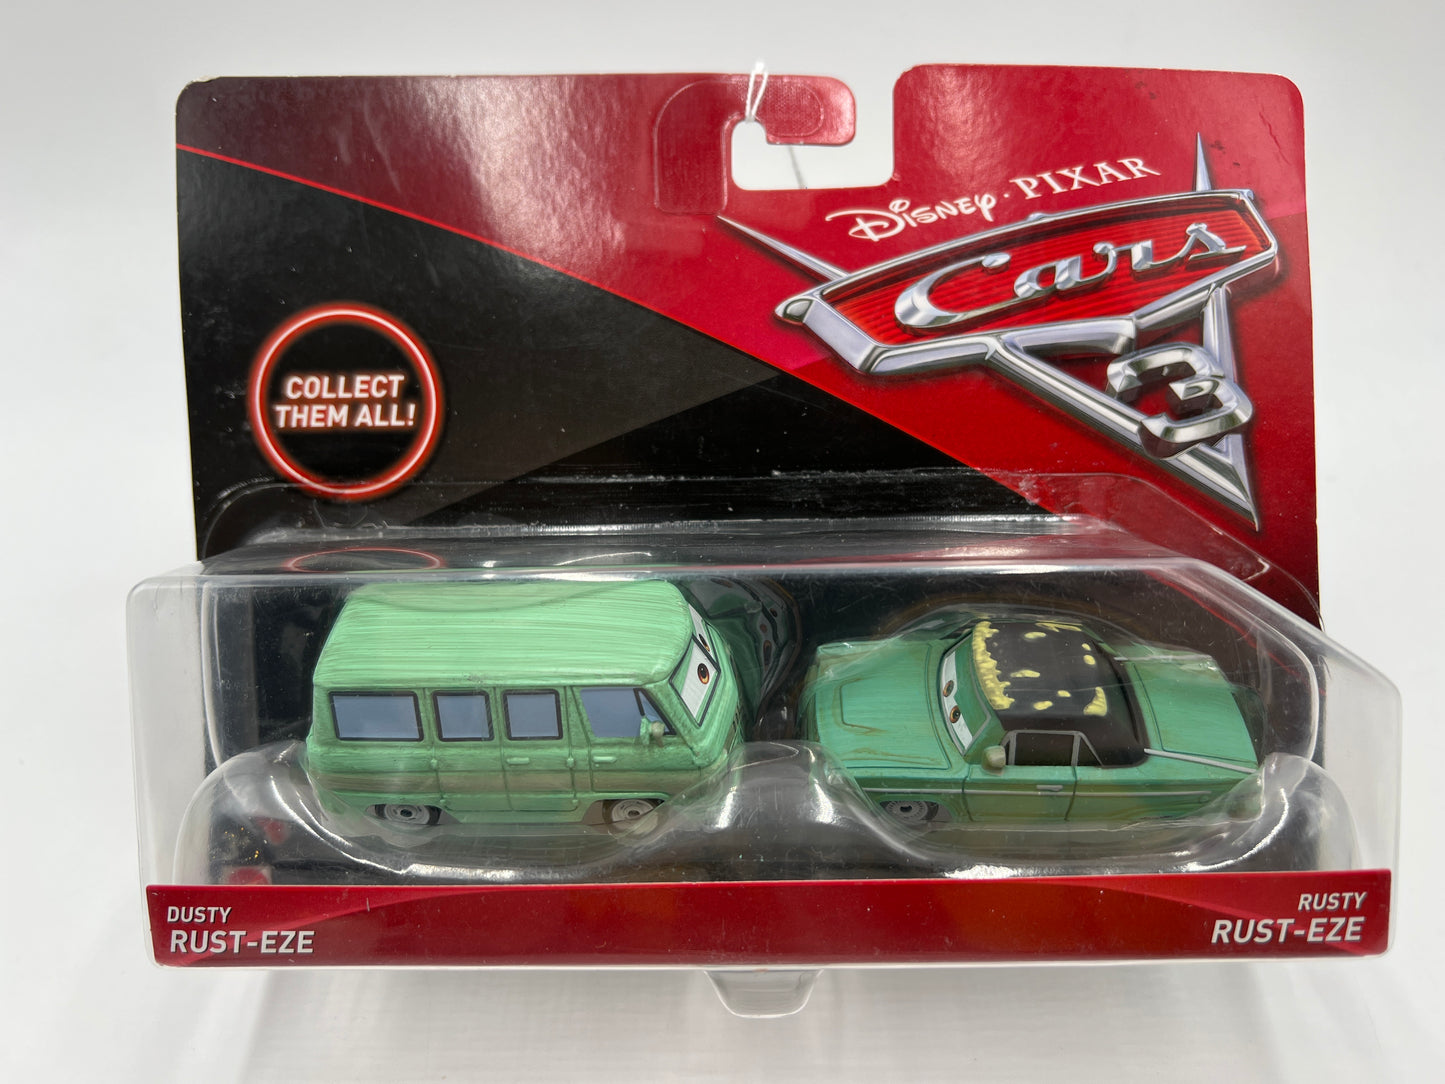 DISNEY·PIXAR
Cars
3
COLLECT
THEM ALL!
DUSTY
RUST-EZE
RUSTY
RUST-EZE